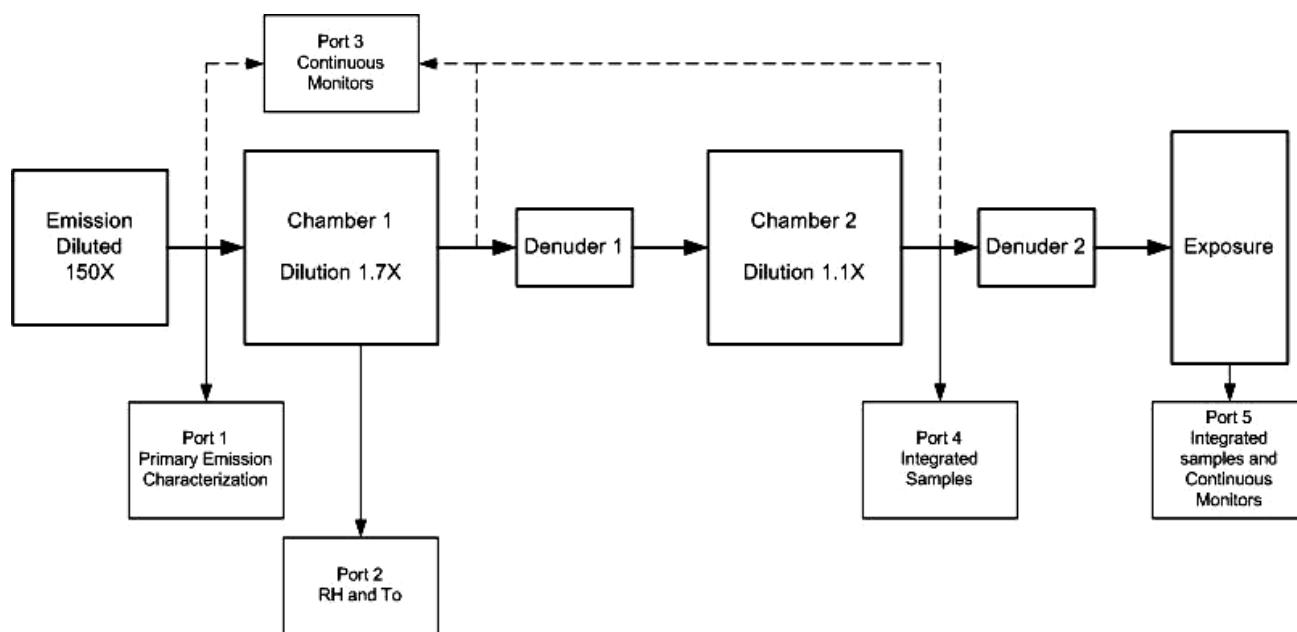 Port 3
Continuous
Monitors
Emission
Diluted
150X
Chamber 1
Dilution 1.7X
Denuder 1
Chamber 2
Dilution 1.1X
Denuder 2
Exposure
Port 1
Primary Emission
Characterization
Port 2
RH and To
Port 4
Integrated
Samples
Port 5
Integrated
samples and
Continuous
Monitors